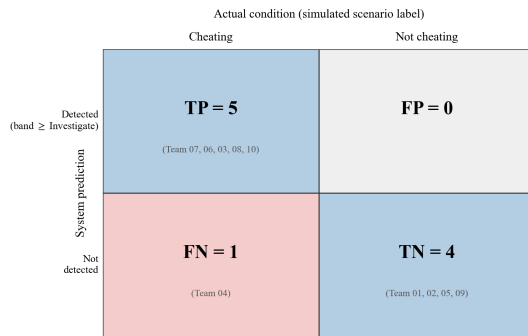 Actual condition (simulated scenario label)
Cheating
Not cheating
Detected
(band ≥ Investigate)
TP = 5
(Team 07, 06, 03, 08, 10)
FP = 0
System prediction
Not
detected
FN = 1
(Team 04)
TN = 4
(Team 01, 02, 05, 09)